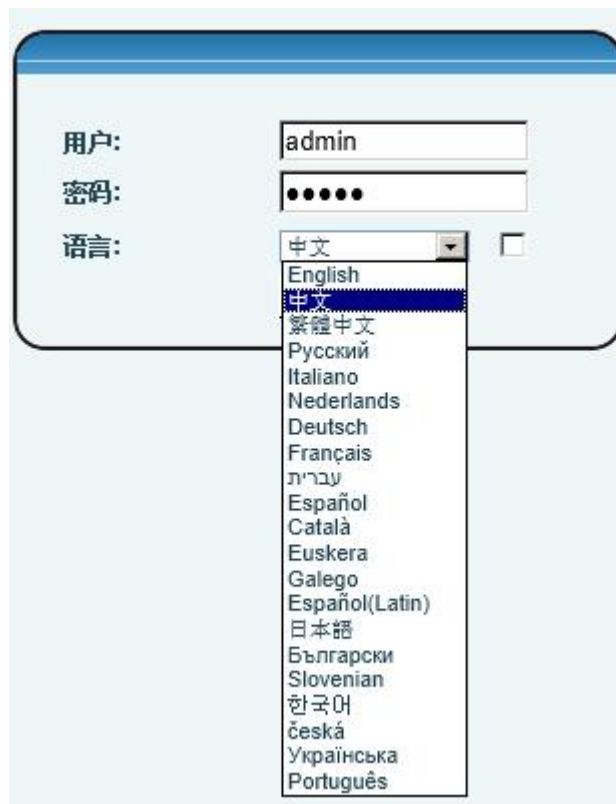 用户: admin
密码: •••••
语言: 中文
English
中文
繁體中文
Русский
Italiano
Nederlands
Deutsch
Français
עברית
Español
Català
Euskera
Galego
Español(Latin)
日本語
Български
Slovenian
한국어
česká
Українська
Português